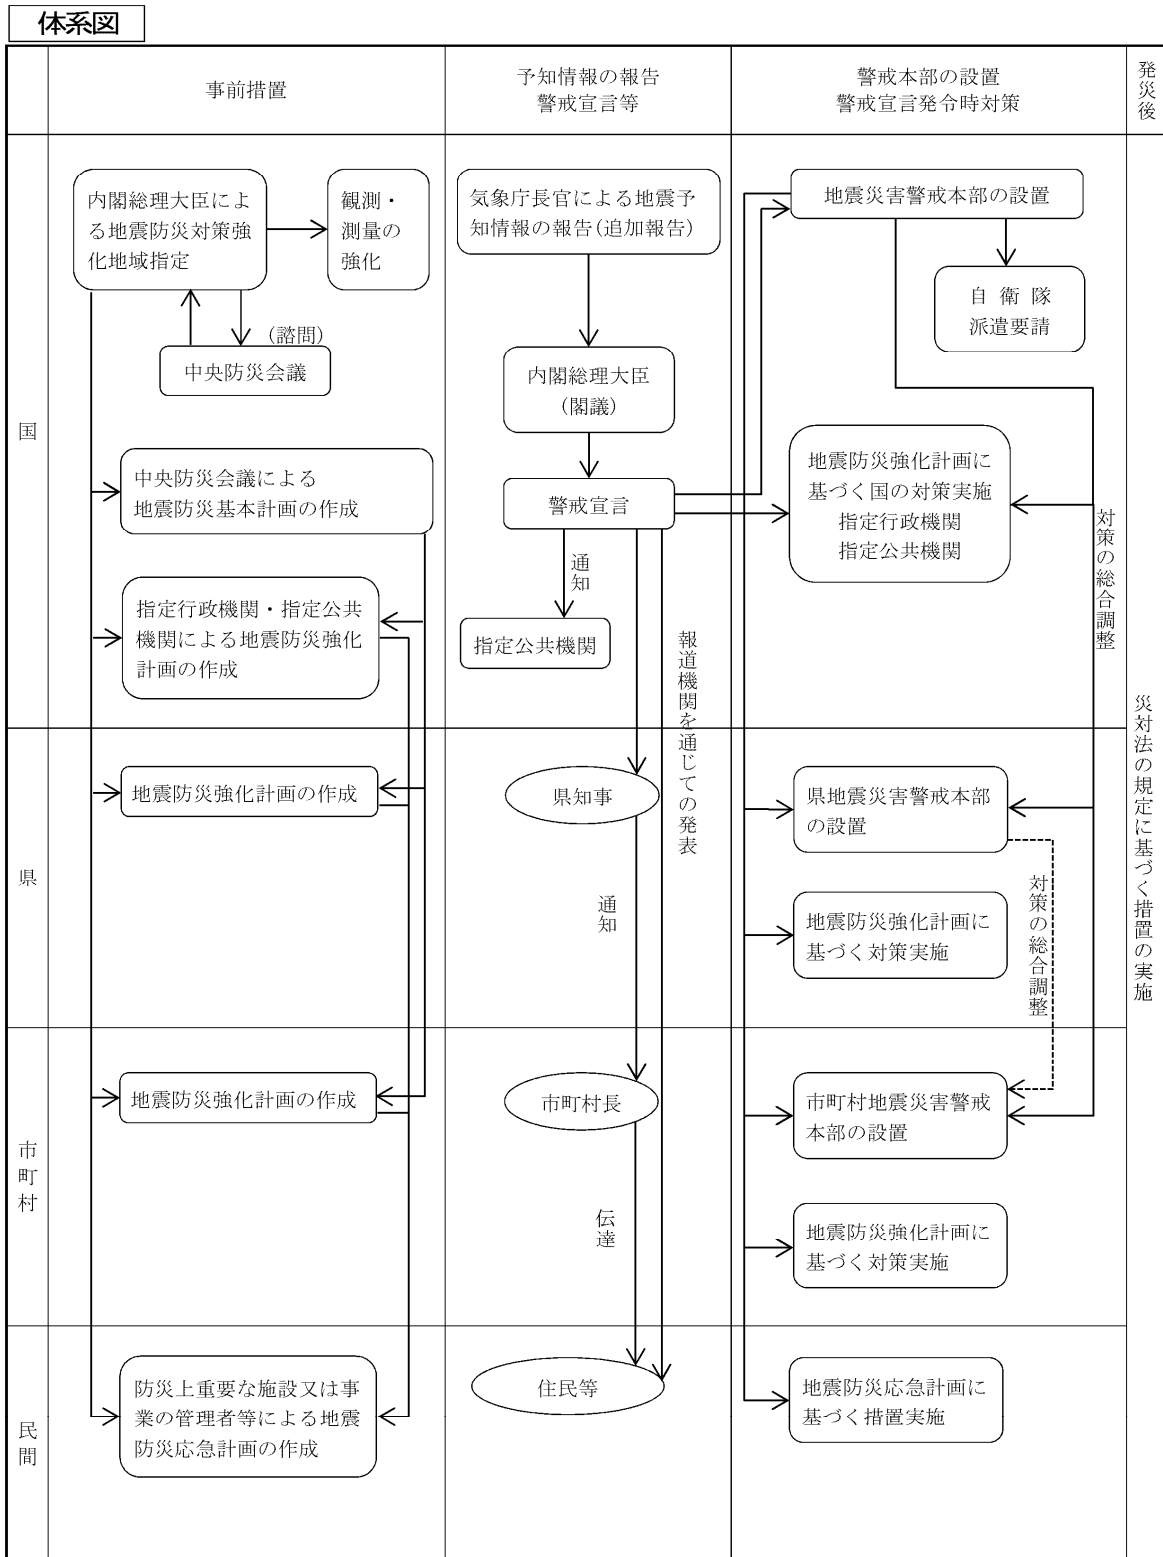 体系図
事前措置
予知情報の報告
警戒宣言等
警戒本部の設置
警戒宣言発令時対策
発災後
国
内閣総理大臣によ
る地震防災対策強
化地域指定
観測・
測量の
強化
(諮問)
中央防災会議
中央防災会議による
地震防災基本計画の作成
指定行政機関・指定公共
機関による地震防災強化
計画の作成
気象庁長官による地震予
知情報の報告(追加報告)
内閣総理大臣
(閣議)
警戒宣言
通知
指定公共機関
報道機関を通じての発表
地震災害警戒本部の設置
自 衛 隊
派遣要請
地震防災強化計画に
基づく国の対策実施
指定行政機関
指定公共機関
対策の総合調整
災対法の規定に基づく措置の実施
県
地震防災強化計画の作成
県知事
通知
県地震災害警戒本部
の設置
地震防災強化計画に
基づく対策実施
対策の総合調整
市町村
地震防災強化計画の作成
市町村長
伝達
市町村地震災害警戒
本部の設置
地震防災強化計画に
基づく対策実施
民間
防災上重要な施設又は事
業の管理者等による地震
防災応急計画の作成
住民等
地震防災応急計画に
基づく措置実施